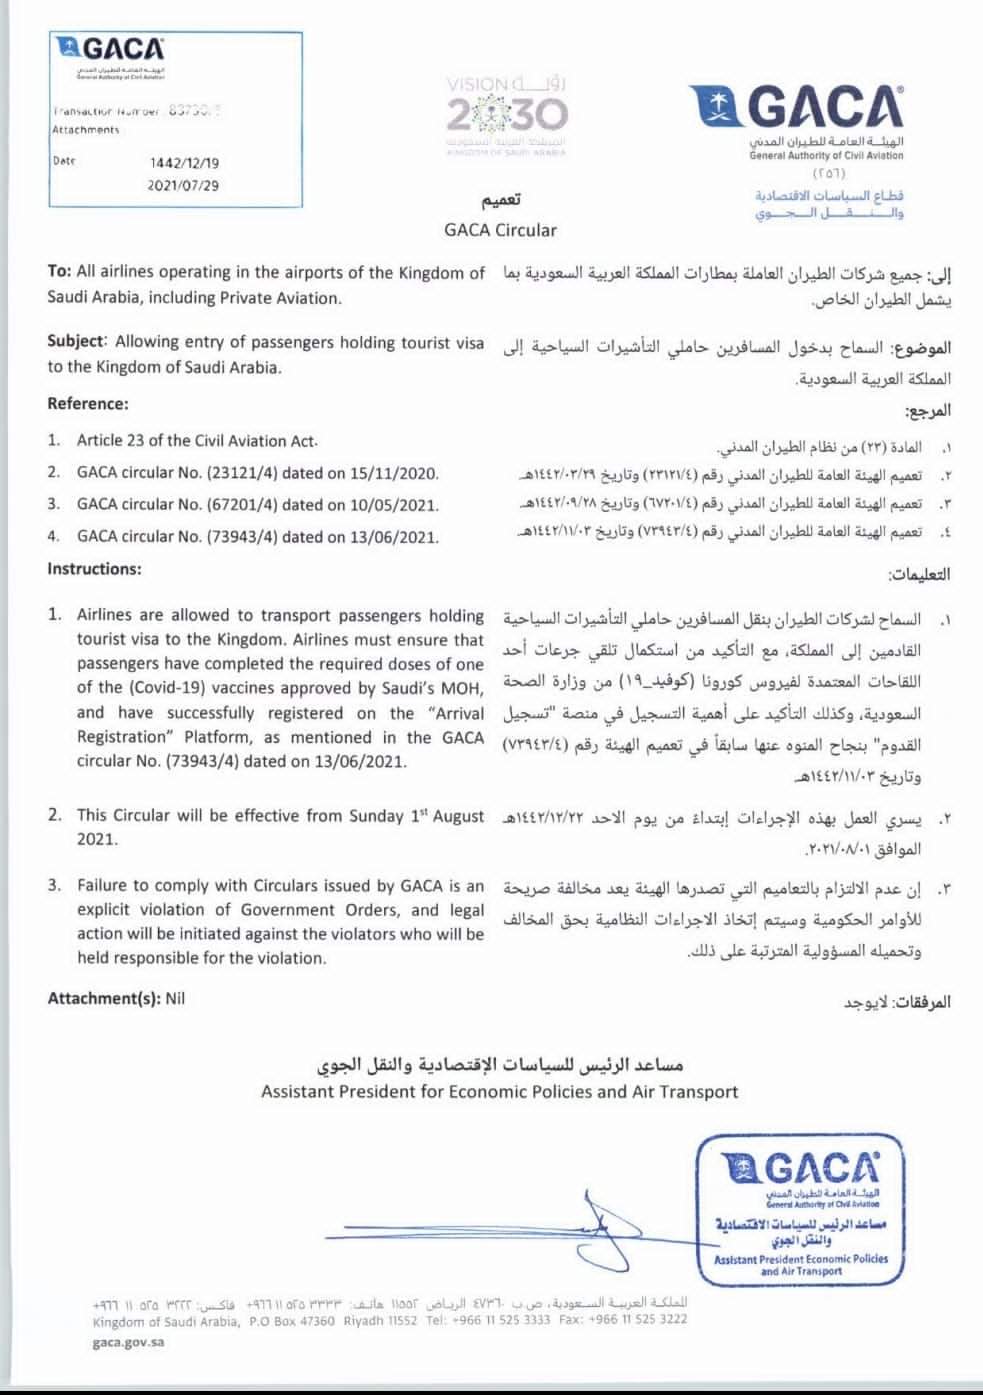 GACA
الهيئة العامة للطيران المدني
General Authority of Civil Aviation
Transaction Number
Attachments
Date 1442/12/19
2021/07/29
VISION رؤيــة
2030
المملكة العربية السعودية
KINGDOM OF SAUDI ARABIA
GACA
الهيئـة العامـة للطيران المدني
General Authority of Civil Aviation
(٢٥٦)
قطـاع السياسات الاقتصادية
والنقل الجوي
تعميم
GACA Circular
To: All airlines operating in the airports of the Kingdom of
Saudi Arabia, including Private Aviation.
إلى: جميع شركات الطيران العاملة بمطارات المملكة العربية السعودية بما
يشمل الطيران الخاص.
Subject: Allowing entry of passengers holding tourist visa
to the Kingdom of Saudi Arabia.
الموضوع: السماح بدخول المسافرين حاملي التأشيرات السياحية إلى
المملكة العربية السعودية.
Reference:
المرجع:
1. Article 23 of the Civil Aviation Act.
2. GACA circular No. (23121/4) dated on 15/11/2020.
3. GACA circular No. (67201/4) dated on 10/05/2021.
4. GACA circular No. (73943/4) dated on 13/06/2021.
١. المادة (٢٣) من نظام الطيران المدني.
٢. تعميم الهيئة العامة للطيران المدني رقم (٢٣١٢١/٤) وتاريخ ١٤٤٢/٠٣/٢٩هـ.
٣. تعميم الهيئة العامة للطيران المدني رقم (٦٧٢٠١/٤) وتاريخ ١٤٤٢/٠٩/٢٨هـ.
٤. تعميم الهيئة العامة للطيران المدني رقم (٧٣٩٤٣/٤) وتاريخ ١٤٤٢/١١/٠٣هـ.
Instructions:
التعليمات:
1. Airlines are allowed to transport passengers holding
tourist visa to the Kingdom. Airlines must ensure that
passengers have completed the required doses of one
of the (Covid-19) vaccines approved by Saudi's MOH,
and have successfully registered on the “Arrival
Registration” Platform, as mentioned in the GACA
circular No. (73943/4) dated on 13/06/2021.
١. السماح لشركات الطيران بنقل المسافرين حاملي التأشيرات السياحية
القادمين إلى المملكة، مع التأكيد من استكمال تلقي جرعات أحد
اللقاحات المعتمدة لفيروس كورونا (كوفيد_١٩) من وزارة الصحة
السعودية، وكذلك التأكيد على أهمية التسجيل في منصة "تسجيل
القدوم" بنجاح المنوه عنها سابقاً في تعميم الهيئة رقم (٧٣٩٤٣/٤)
وتاريخ ١٤٤٢/١١/٠٣هـ.
2. This Circular will be effective from Sunday 1st August
2021.
٢. يسري العمل بهذه الإجراءات إبتداءً من يوم الاحد ١٤٤٢/١٢/٢٢هـ
الموافق ٢٠٢١/٠٨/٠١.
3. Failure to comply with Circulars issued by GACA is an
explicit violation of Government Orders, and legal
action will be initiated against the violators who will be
held responsible for the violation.
٣. إن عدم الالتزام بالتعاميم التي تصدرها الهيئة يعد مخالفة صريحة
للأوامر الحكومية وسيتم إتخاذ الاجراءات النظامية بحق المخالف
وتحميله المسؤولية المترتبة على ذلك.
Attachment(s): Nil
المرفقات: لايوجد
مساعد الرئيس للسياسات الإقتصادية والنقل الجوي
Assistant President for Economic Policies and Air Transport
GACA
الهيئـة العامـة للطيران المدني
General Authority of Civil Aviation
مساعد الرئيس للسياسات الاقتصادية
والنقل الجوي
Assistant President Economic Policies
and Air Transport
المملكـة العربيـة السـعودية، ص ب ٤٧٣٦٠ الرياض ١١٥٥٢ هاتف: ٣٣٣٣ ٥٢٥ ١١ ٩٦٦+ فاكس: ٣٢٢٢ ٥٢٥ ١١ ٩٦٦+
Kingdom of Saudi Arabia, P.O Box 47360 Riyadh 11552 Tel: +966 11 525 3333 Fax: +966 11 525 3222
gaca.gov.sa